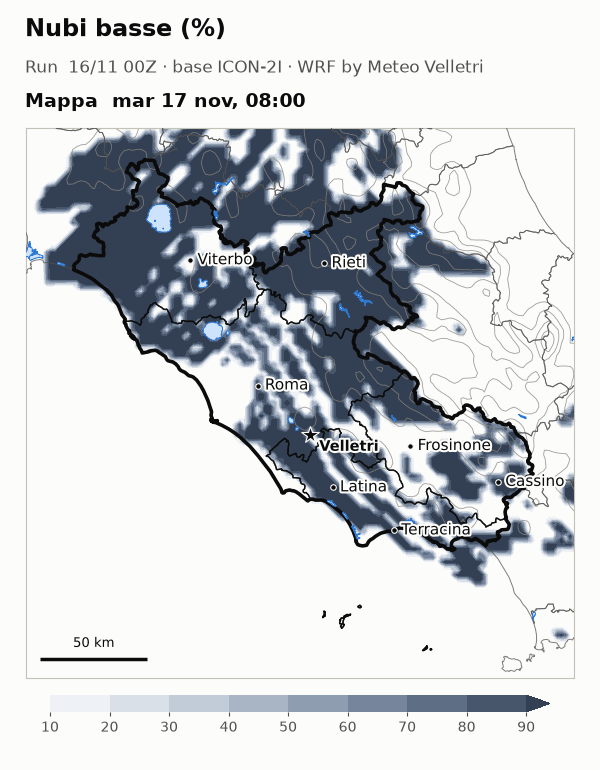 Nubi basse (%)
Run  16/11 00Z · base ICON-2I · WRF by Meteo Velletri
Mappa  mar 17 nov, 08:00
Viterbo
Rieti
Roma
Velletri
Frosinone
Cassino
Latina
Terracina
50 km
10 20 30 40 50 60 70 80 90